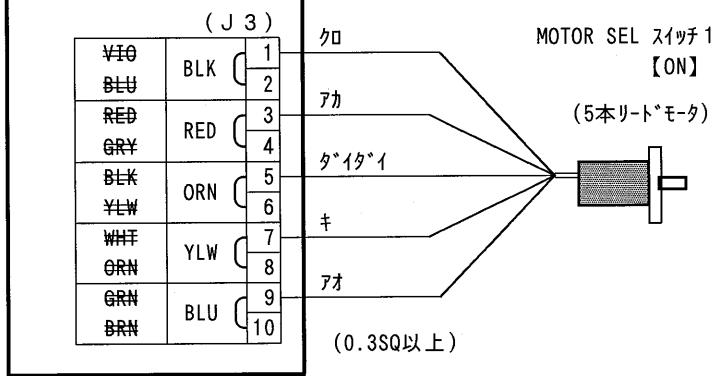 (J3)
クロ
MOTOR SEL スイッチ1
【ON】
(5本リードモータ)
VIO
BLU
BLK
1
2
アカ
RED
GRY
RED
3
4
ダイダイ
BLK
YLW
ORN
5
6
キ
WHT
ORN
YLW
7
8
アオ
GRN
BRN
BLU
9
10
(0.3SQ以上)